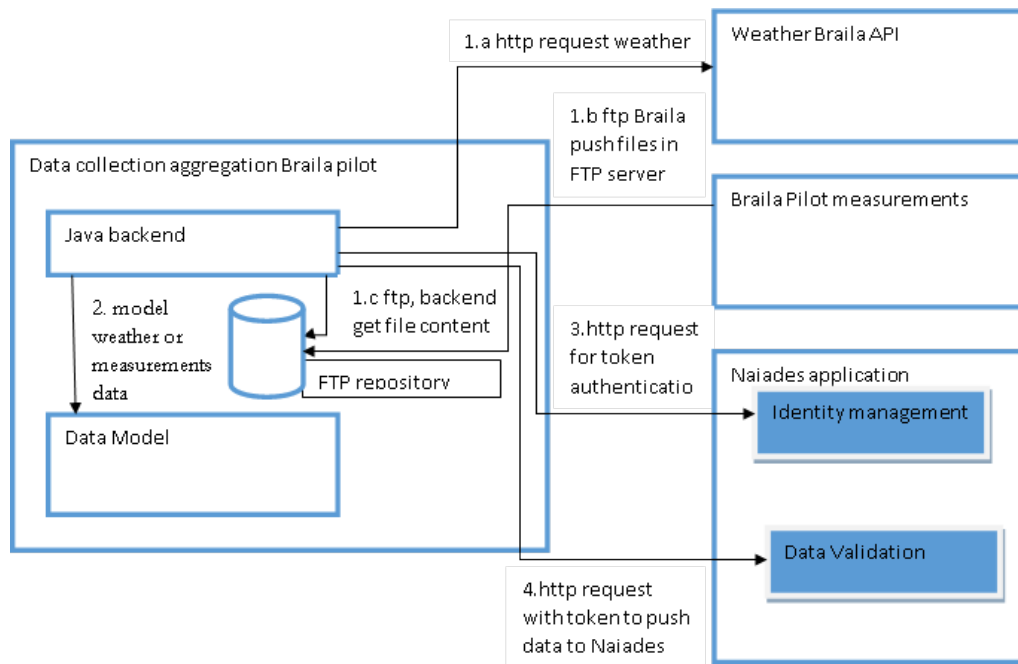 1.a http request weather
Weather Braila API
1.b ftp Braila
push files in
FTP server
Data collection aggregation Braila pilot
Braila Pilot measurements
Java backend
2. model
weather or
measurements
data
1.c ftp, backend
get file content
FTP repository
3.http request
for token
authenticatio
Naiades application
Identity management
Data Model
Data Validation
4.http request
with token to push
data to Naiades